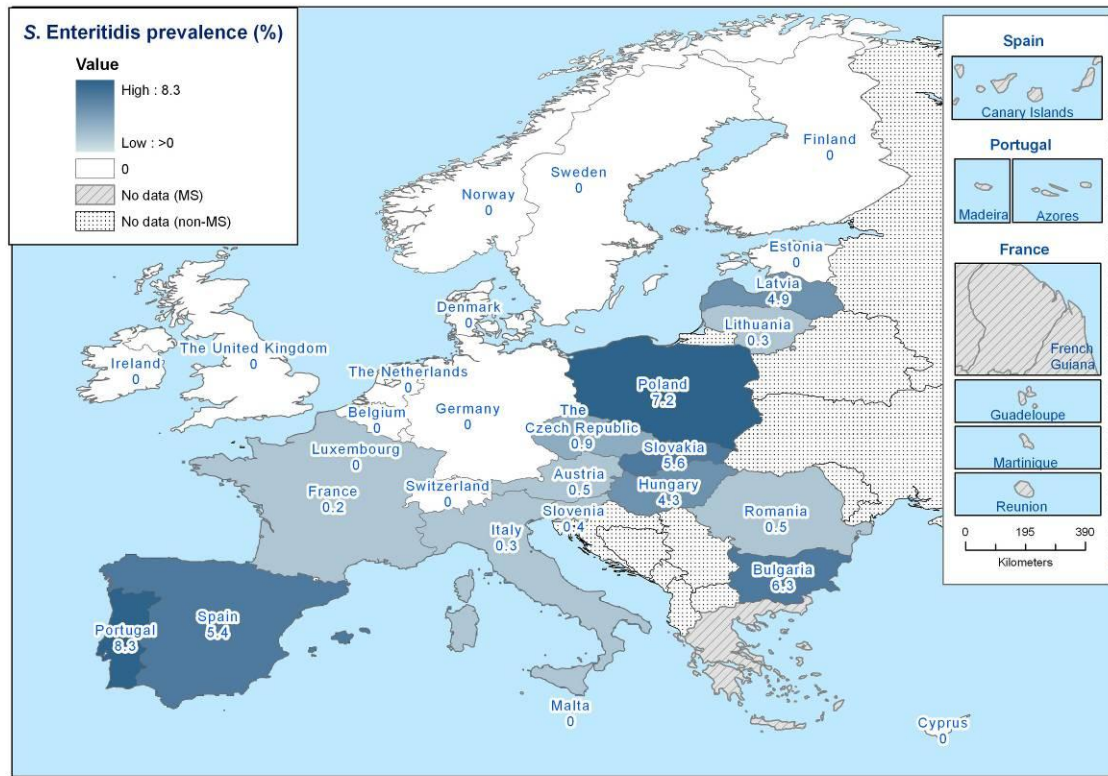 S. Enteritidis prevalence (%)
Value
High : 8.3
Low : >0
0
No data (MS)
No data (non-MS)
Norway
0
Sweden
0
Finland
0
Estonia
0
Latvia
4.9
Lithuania
0.3
Denmark
0
Ireland
0
The United Kingdom
0
The Netherlands
0
Belgium
0
Germany
0
Poland
7.2
The
Czech Republic
0.9
Slovakia
5.6
Luxembourg
0
France
0.2
Switzerland
0
Austria
0.5
Hungary
4.3
Slovenia
0.4
Italy
0.3
Romania
0.5
Bulgaria
6.3
Portugal
8.3
Spain
5.4
Malta
0
Cyprus
0
Spain
Canary Islands
Portugal
Madeira
Azores
France
French
Guiana
Guadeloupe
Martinique
Reunion
0 195 390
Kilometers